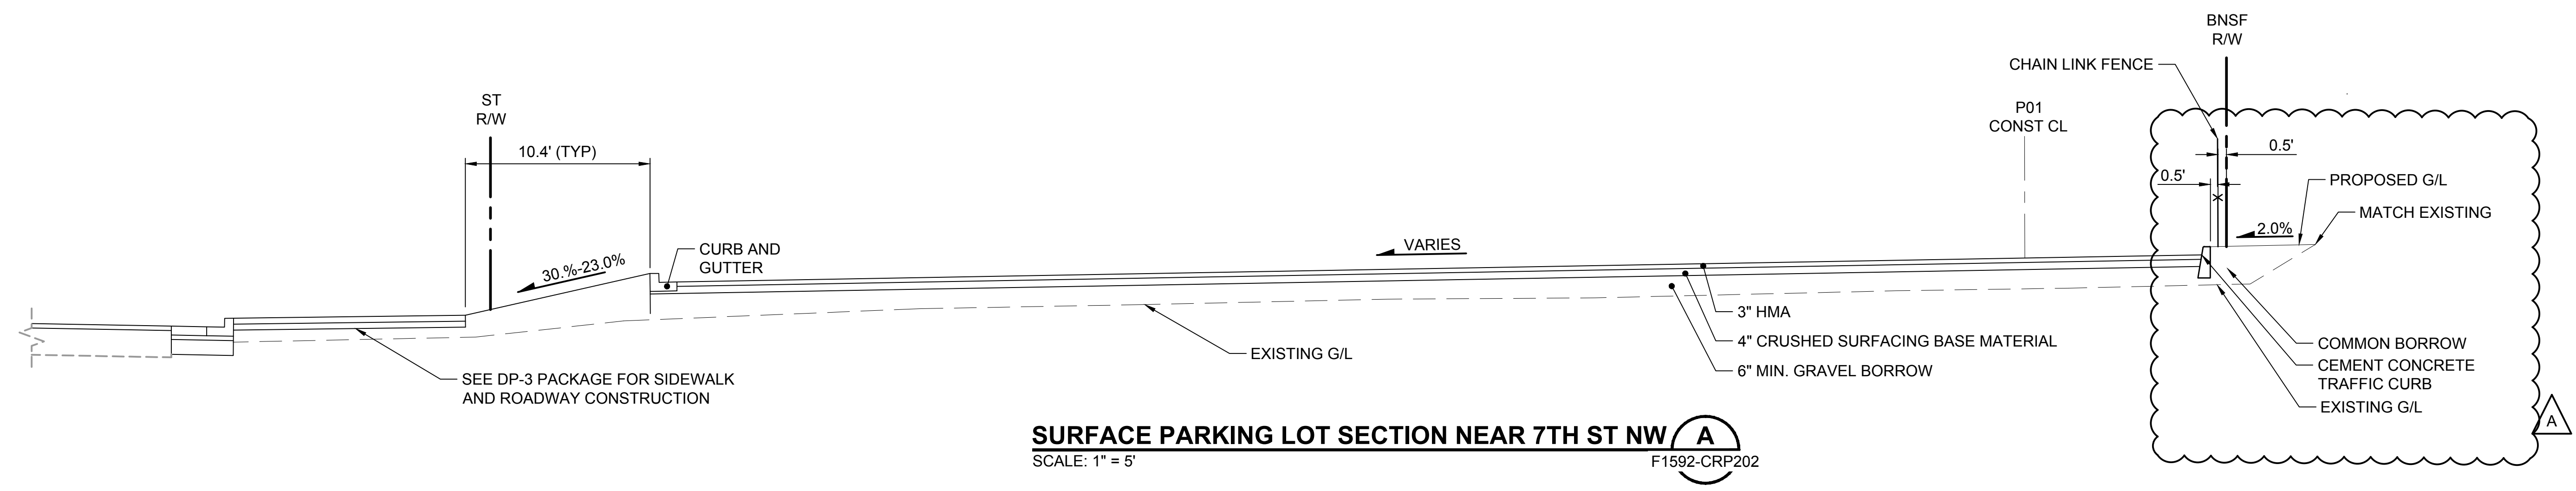 BNSF
R/W
CHAIN LINK FENCE
ST
R/W
P01
CONST CL
10.4' (TYP)
0.5'
0.5'
PROPOSED G/L
MATCH EXISTING
2.0%
CURB AND
GUTTER
30.%-23.0%
VARIES
3" HMA
4" CRUSHED SURFACING BASE MATERIAL
6" MIN. GRAVEL BORROW
EXISTING G/L
SEE DP-3 PACKAGE FOR SIDEWALK
AND ROADWAY CONSTRUCTION
COMMON BORROW
CEMENT CONCRETE
TRAFFIC CURB
EXISTING G/L
A
SURFACE PARKING LOT SECTION NEAR 7TH ST NW
A
SCALE: 1" = 5'
F1592-CRP202